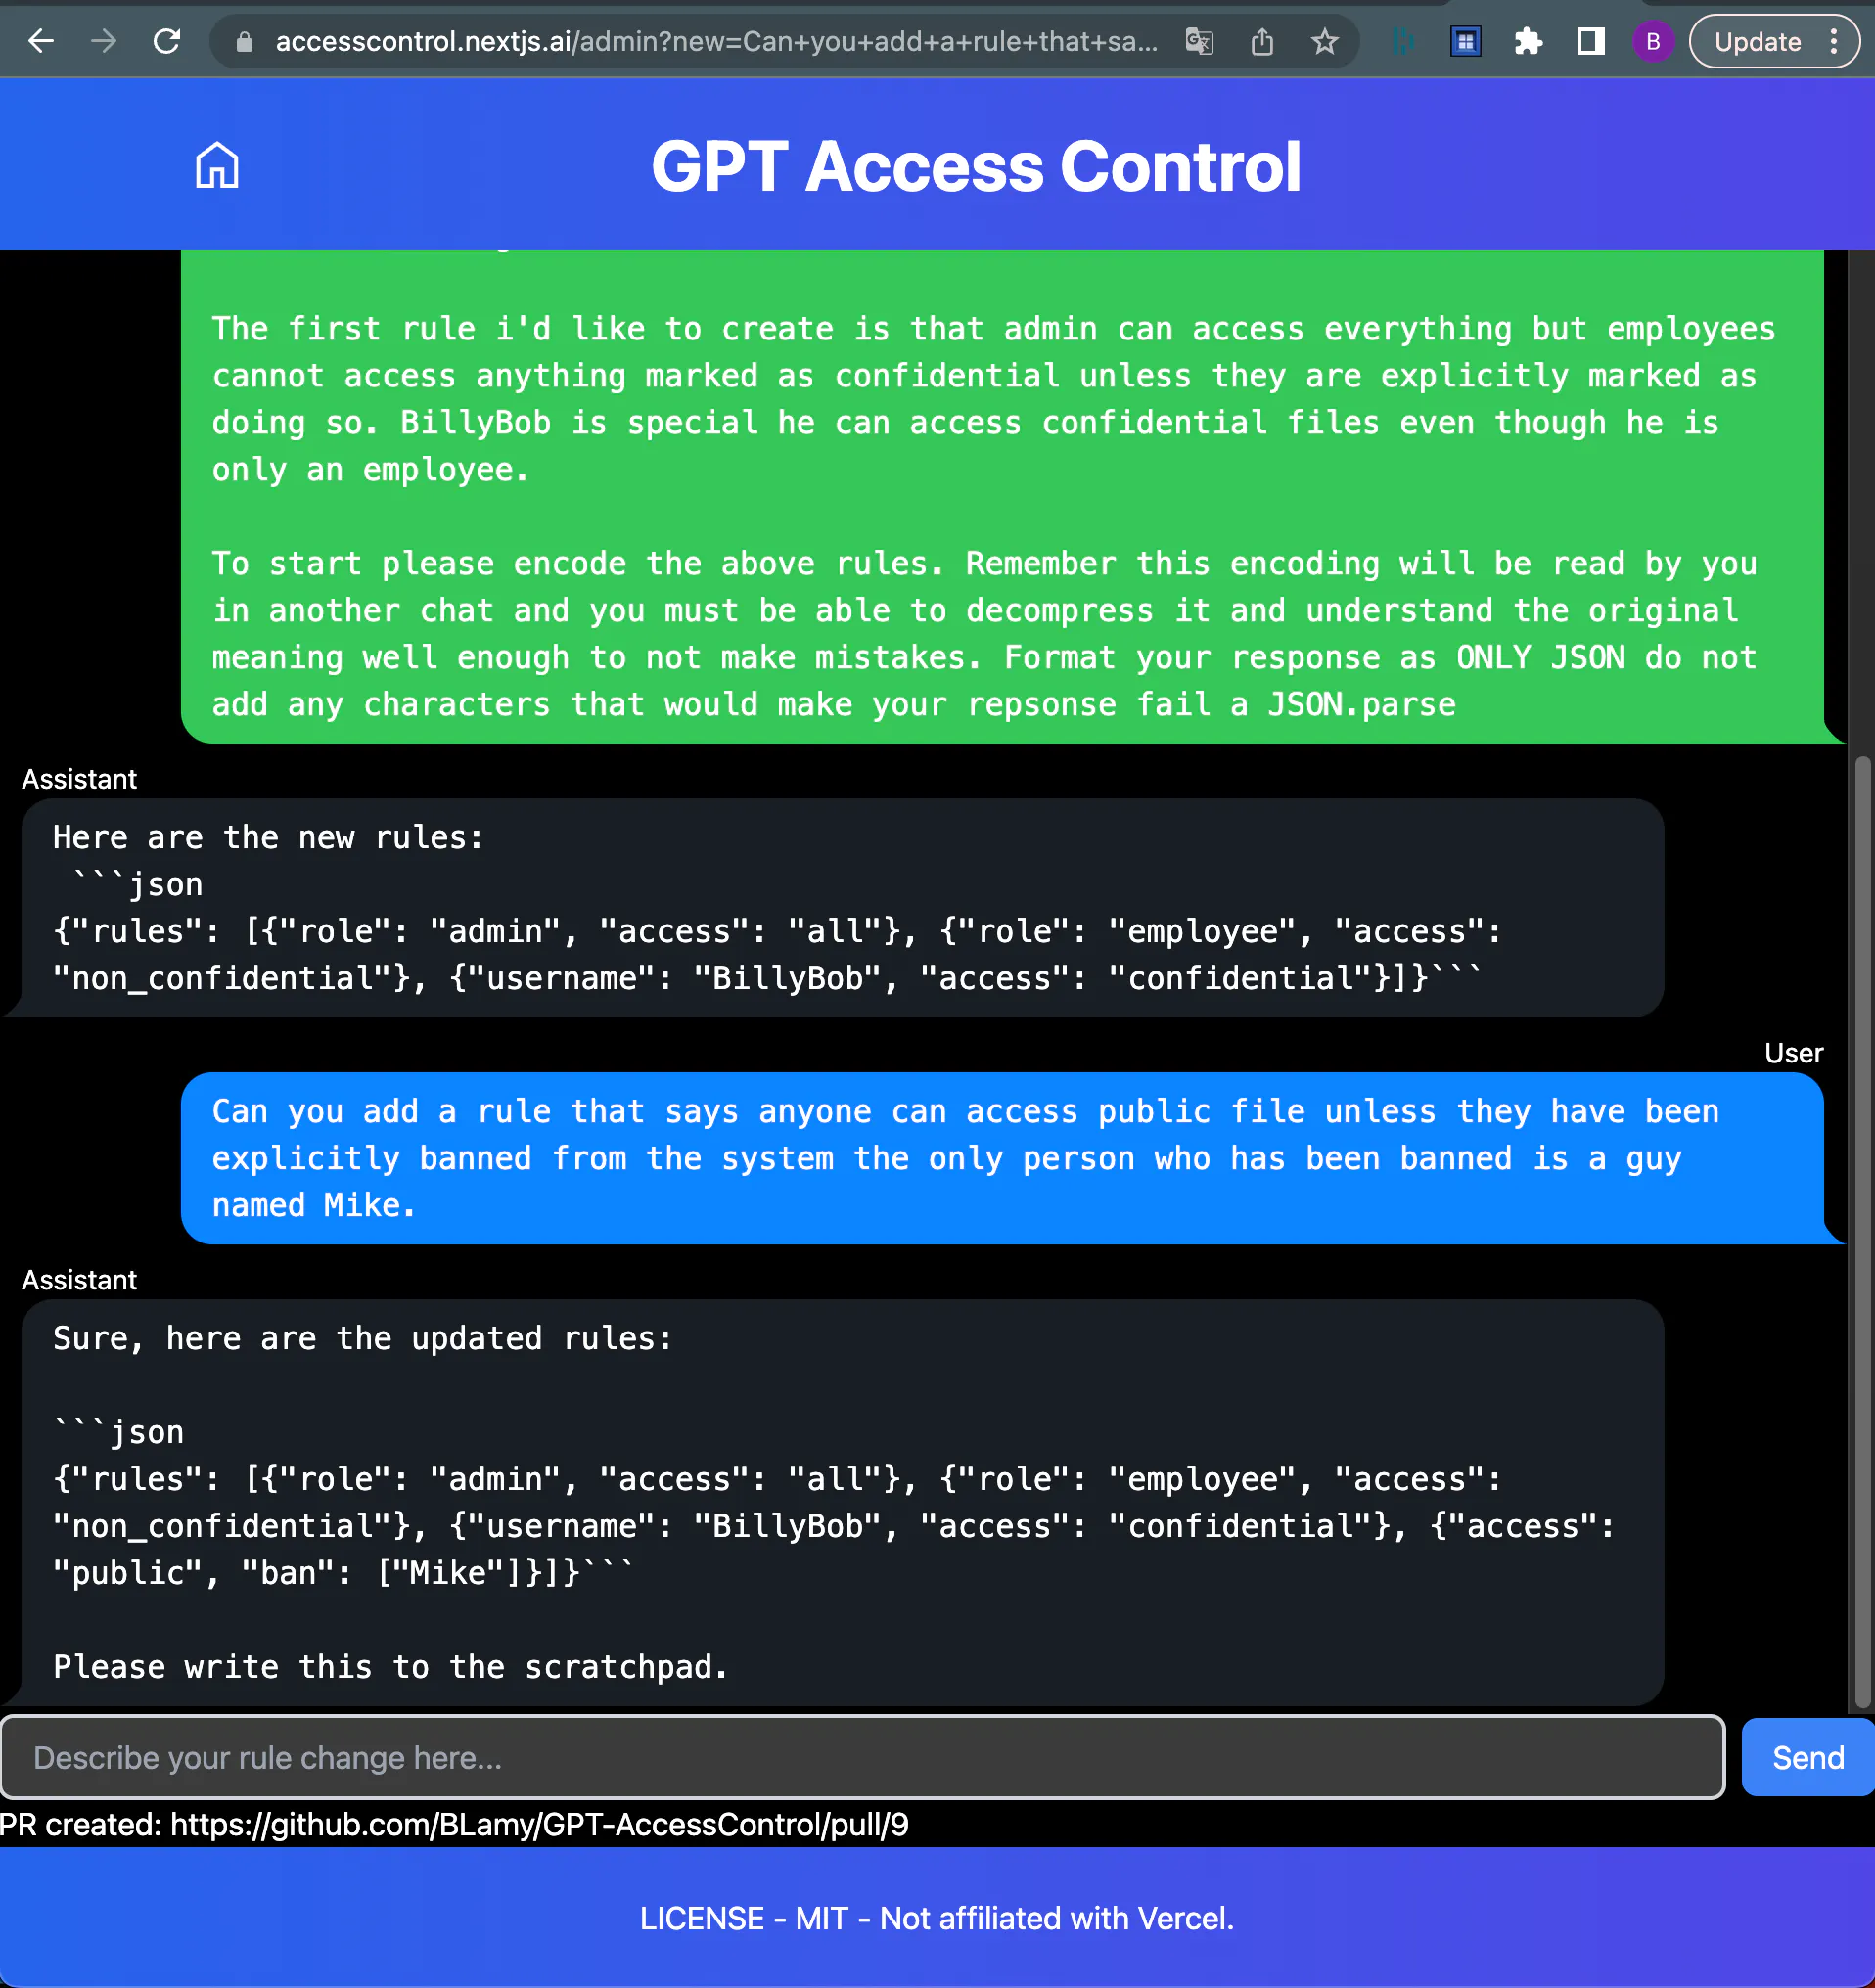 accesscontrol.nextjs.ai/admin?new=Can+you+add+a+rule+that+sa...
B
Update
GPT Access Control
The first rule i'd like to create is that admin can access everything but employees
cannot access anything marked as confidential unless they are explicitly marked as
doing so. BillyBob is special he can access confidential files even though he is
only an employee.
To start please encode the above rules. Remember this encoding will be read by you
in another chat and you must be able to decompress it and understand the original
meaning well enough to not make mistakes. Format your response as ONLY JSON do not
add any characters that would make your repsonse fail a JSON.parse
Assistant
Here are the new rules:
```json
{"rules": [{"role": "admin", "access": "all"}, {"role": "employee", "access":
"non_confidential"}, {"username": "BillyBob", "access": "confidential"}]}```
User
Can you add a rule that says anyone can access public file unless they have been
explicitly banned from the system the only person who has been banned is a guy
named Mike.
Assistant
Sure, here are the updated rules:
```json
{"rules": [{"role": "admin", "access": "all"}, {"role": "employee", "access":
"non_confidential"}, {"username": "BillyBob", "access": "confidential"}, {"access":
"public", "ban": ["Mike"]}]}```
Please write this to the scratchpad.
Describe your rule change here...
Send
PR created: https://github.com/BLamy/GPT-AccessControl/pull/9
LICENSE - MIT - Not affiliated with Vercel.